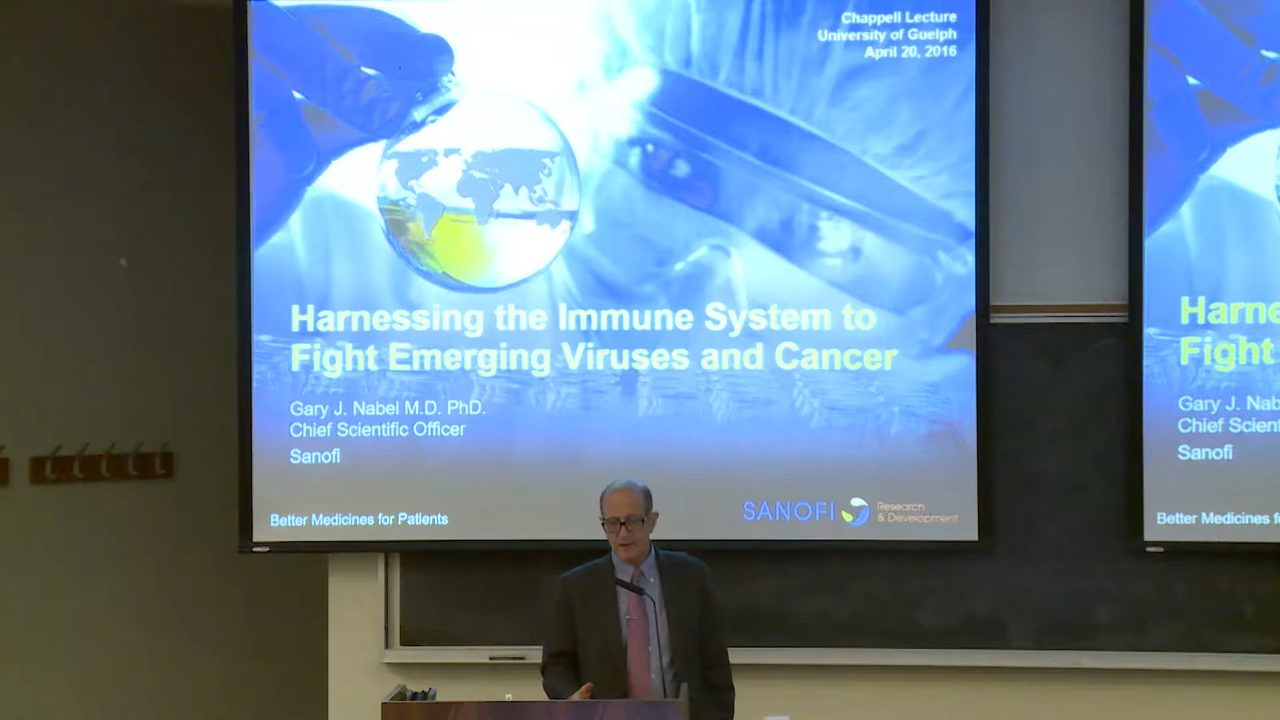 Chappell Lecture
University of Guelph
April 20, 2016
Harnessing the Immune System to
Fight Emerging Viruses and Cancer
Gary J. Nabel M.D. PhD.
Chief Scientific Officer
Sanofi
Better Medicines for Patients
SANOFI
Research
& Development
Harne
Fight
Gary J. Nab
Chief Scien
Sanofi
Better Medicines f